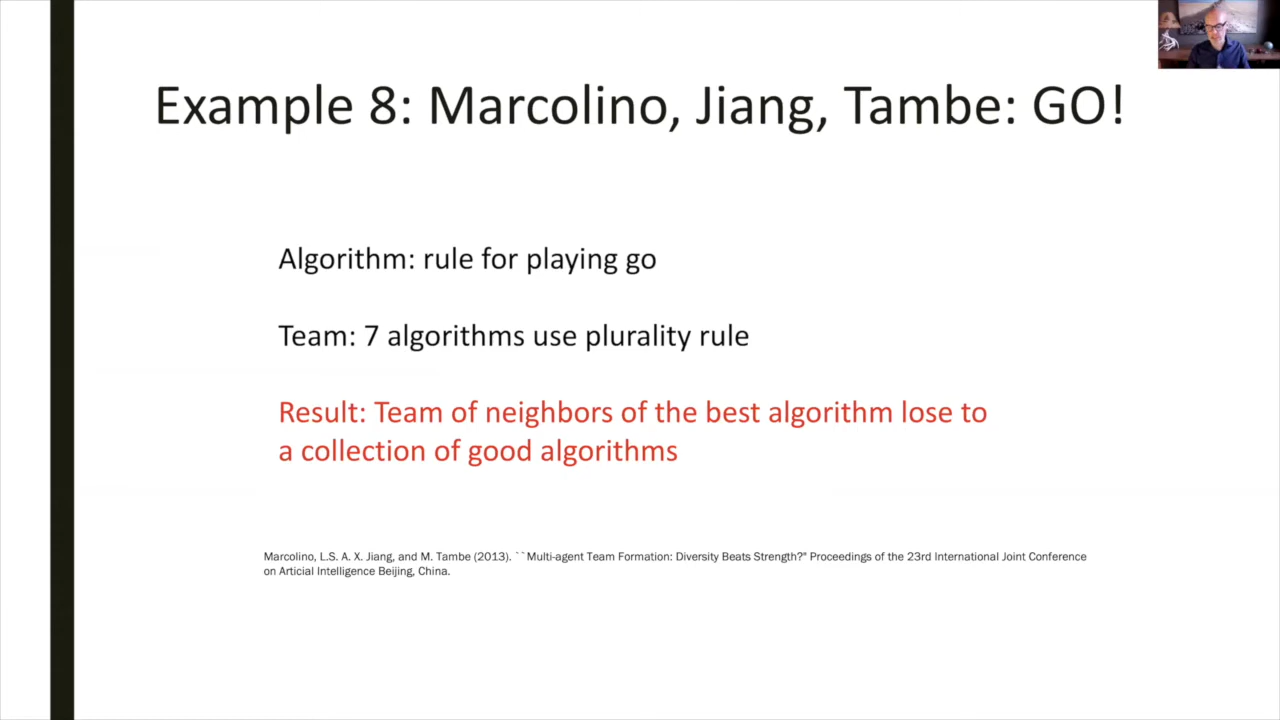 Example 8: Marcolino, Jiang, Tambe: GO!
Algorithm: rule for playing go
Team: 7 algorithms use plurality rule
Result: Team of neighbors of the best algorithm lose to
a collection of good algorithms
Marcolino, L.S. A. X. Jiang, and M. Tambe (2013). ``Multi-agent Team Formation: Diversity Beats Strength?" Proceedings of the 23rd International Joint Conference
on Articial Intelligence Beijing, China.